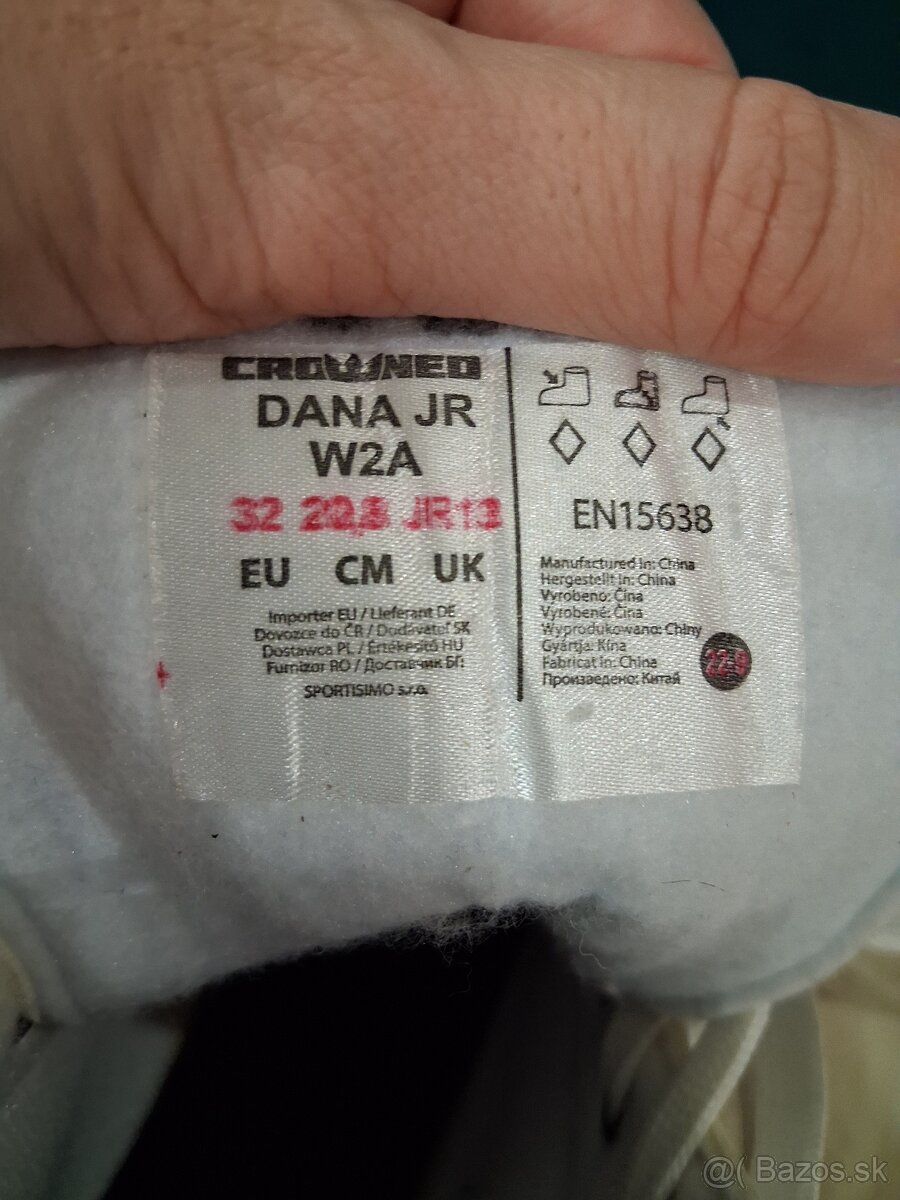 CROWNED
DANA JR
W2A
32 20,8 JR13
EU CM UK
Importer EU / Lieferant DE
Dovozce do ČR / Dodávateľ SK
Dostawca PL / Értékesítő HU
Furnizor RO / Доставчик БГ:
SPORTISIMO s.r.o.
EN15638
Manufactured in: China
Hergestellt in: China
Vyrobeno: Čína
Vyrobené: Čína
Wyprodukowano: Chiny
Gyártja: Kína
Fabricat in: China
Произведено: Китай
@( Bazos.sk